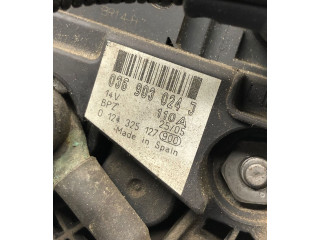 036 903 024 J
14V 110A
BPZ 25/05
0 124 325 127
Made in Spain